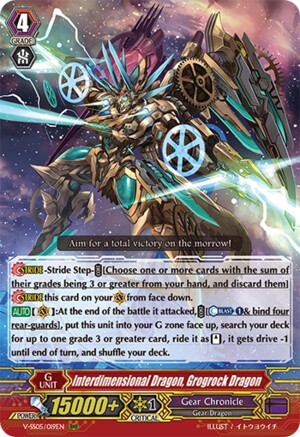 4
GRADE
Aim for a total victory on the morrow!
STRIDE -Stride Step- [Choose one or more cards with the sum of
their grades being 3 or greater from your hand, and discard them]
STRIDE this card on your from face down.
AUTO [ ]:At the end of the battle it attacked, [COUNTER BLAST 1 & bind four
rear-guards], put this unit into your G zone face up, search your deck
for up to one grade 3 or greater card, ride it as [ ], it gets drive -1
until end of turn, and shuffle your deck.
G UNIT
Interdimensional Dragon, Grogrock Dragon
POWER 15000+
1
CRITICAL
Gear Chronicle
Gear Dragon
V-SS05/019EN RRR
ILLUST イトウヨウイチ